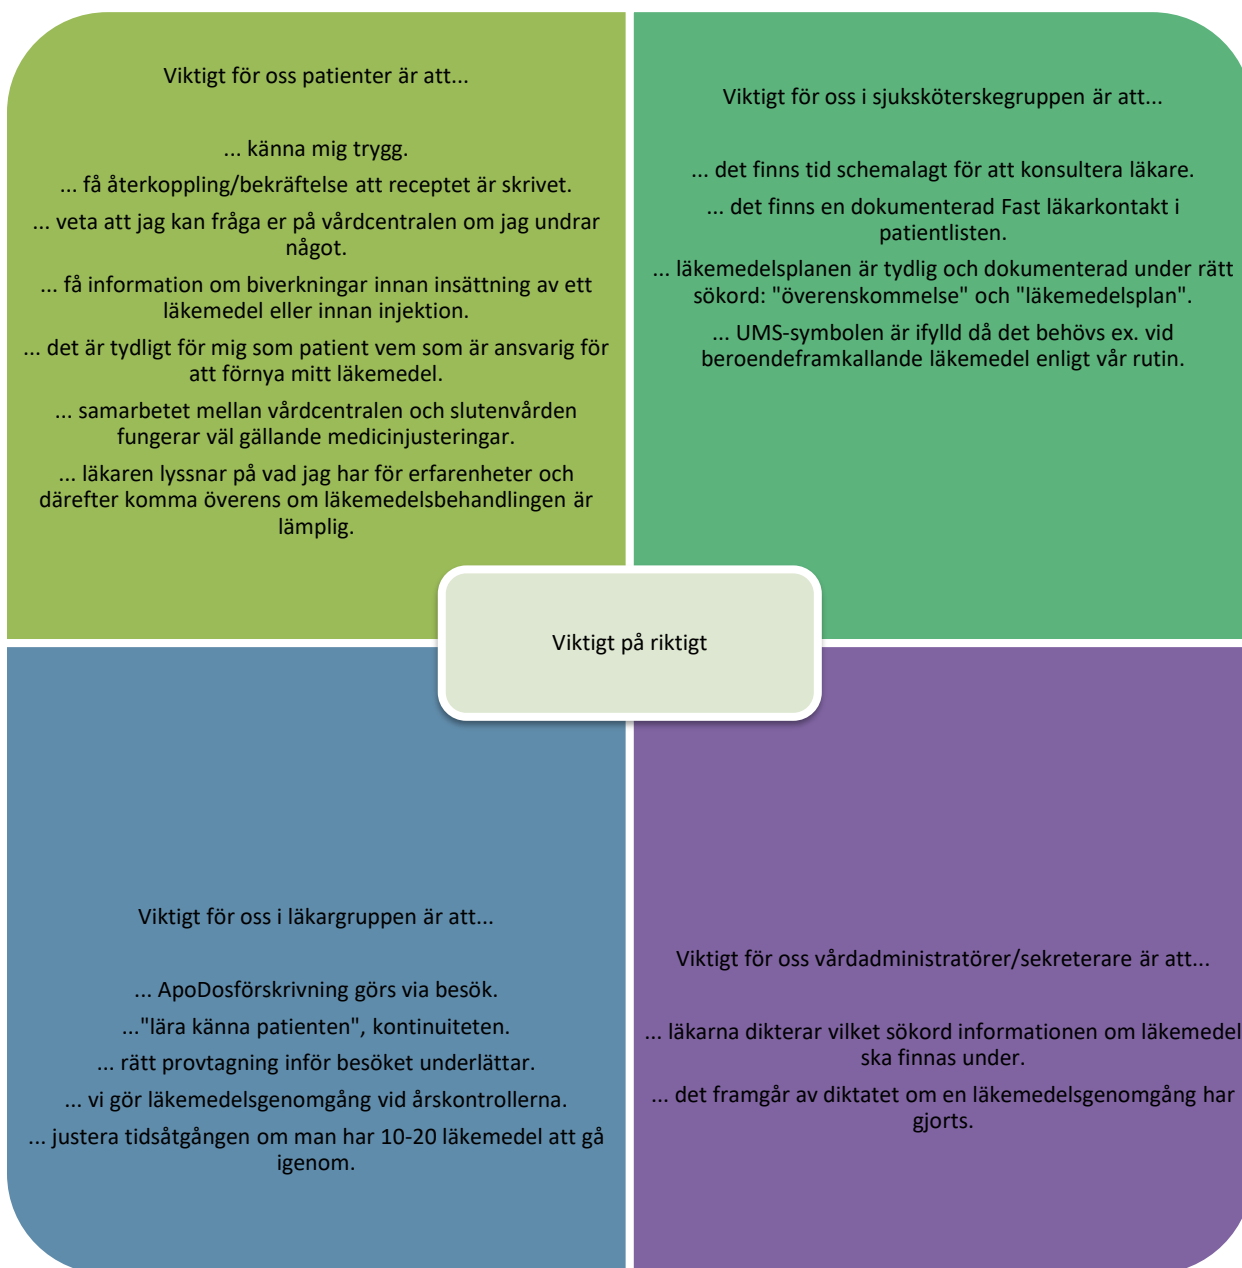 Viktigt för oss patienter är att...
... känna mig trygg.
... få återkoppling/bekräftelse att receptet är skrivet.
... veta att jag kan fråga er på vårdcentralen om jag undrar
något.
... få information om biverkningar innan insättning av ett
läkemedel eller innan injektion.
... det är tydligt för mig som patient vem som är ansvarig för
att förnya mitt läkemedel.
... samarbetet mellan vårdcentralen och slutenvården
fungerar väl gällande medicinjusteringar.
... läkaren lyssnar på vad jag har för erfarenheter och
därefter komma överens om läkemedelsbehandlingen är
lämplig.
Viktigt för oss i sjuksköterskegruppen är att...
... det finns tid schemalagt för att konsultera läkare.
... det finns en dokumenterad Fast läkarkontakt i
patientlisten.
... läkemedelsplanen är tydlig och dokumenterad under rätt
sökord: "överenskommelse" och "läkemedelsplan".
... UMS-symbolen är ifylld då det behövs ex. vid
beroendeframkallande läkemedel enligt vår rutin.
Viktigt på riktigt
Viktigt för oss i läkargruppen är att...
... ApoDosförskrivning görs via besök.
..."lära känna patienten", kontinuiteten.
... rätt provtagning inför besöket underlättar.
... vi gör läkemedelsgenomgång vid årskontrollerna.
... justera tidsåtgången om man har 10-20 läkemedel att gå
igenom.
Viktigt för oss vårdadministratörer/sekreterare är att...
... läkarna dikterar vilket sökord informationen om läkemedel
ska finnas under.
... det framgår av diktatet om en läkemedelsgenomgång har
gjorts.